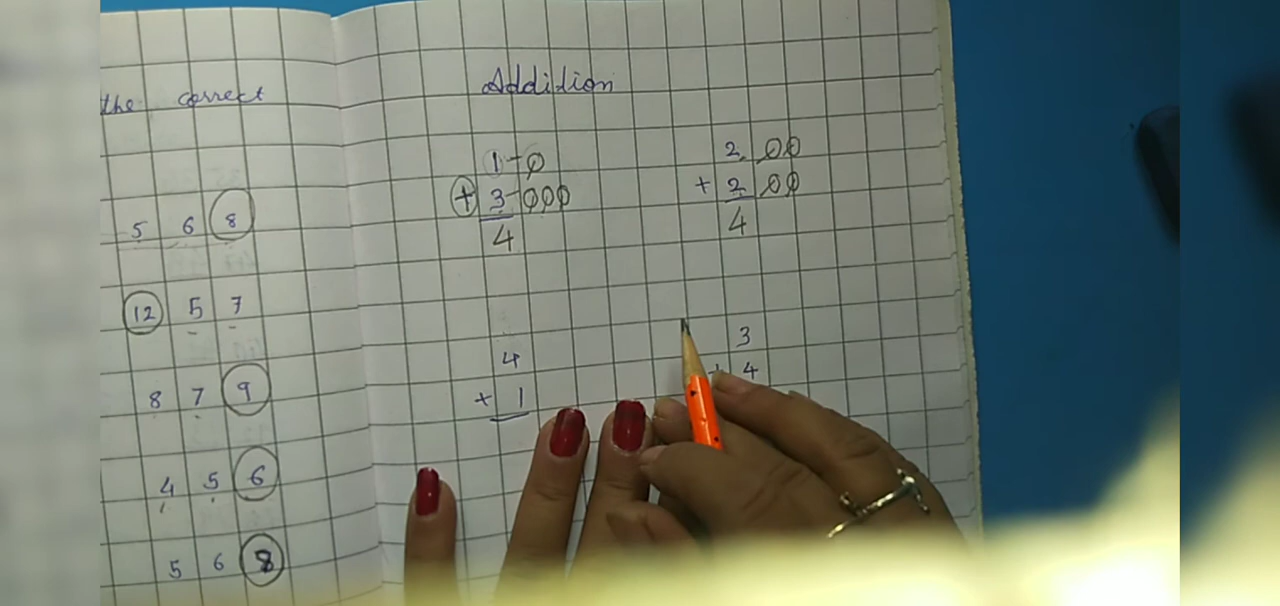 the correct
5 6 8
12 5 7
8 7 9
4 5 6
5 6 8
Addition
1 0
+ 3 000
4
2 00
+ 2 00
4
4
+ 1
3
+ 4